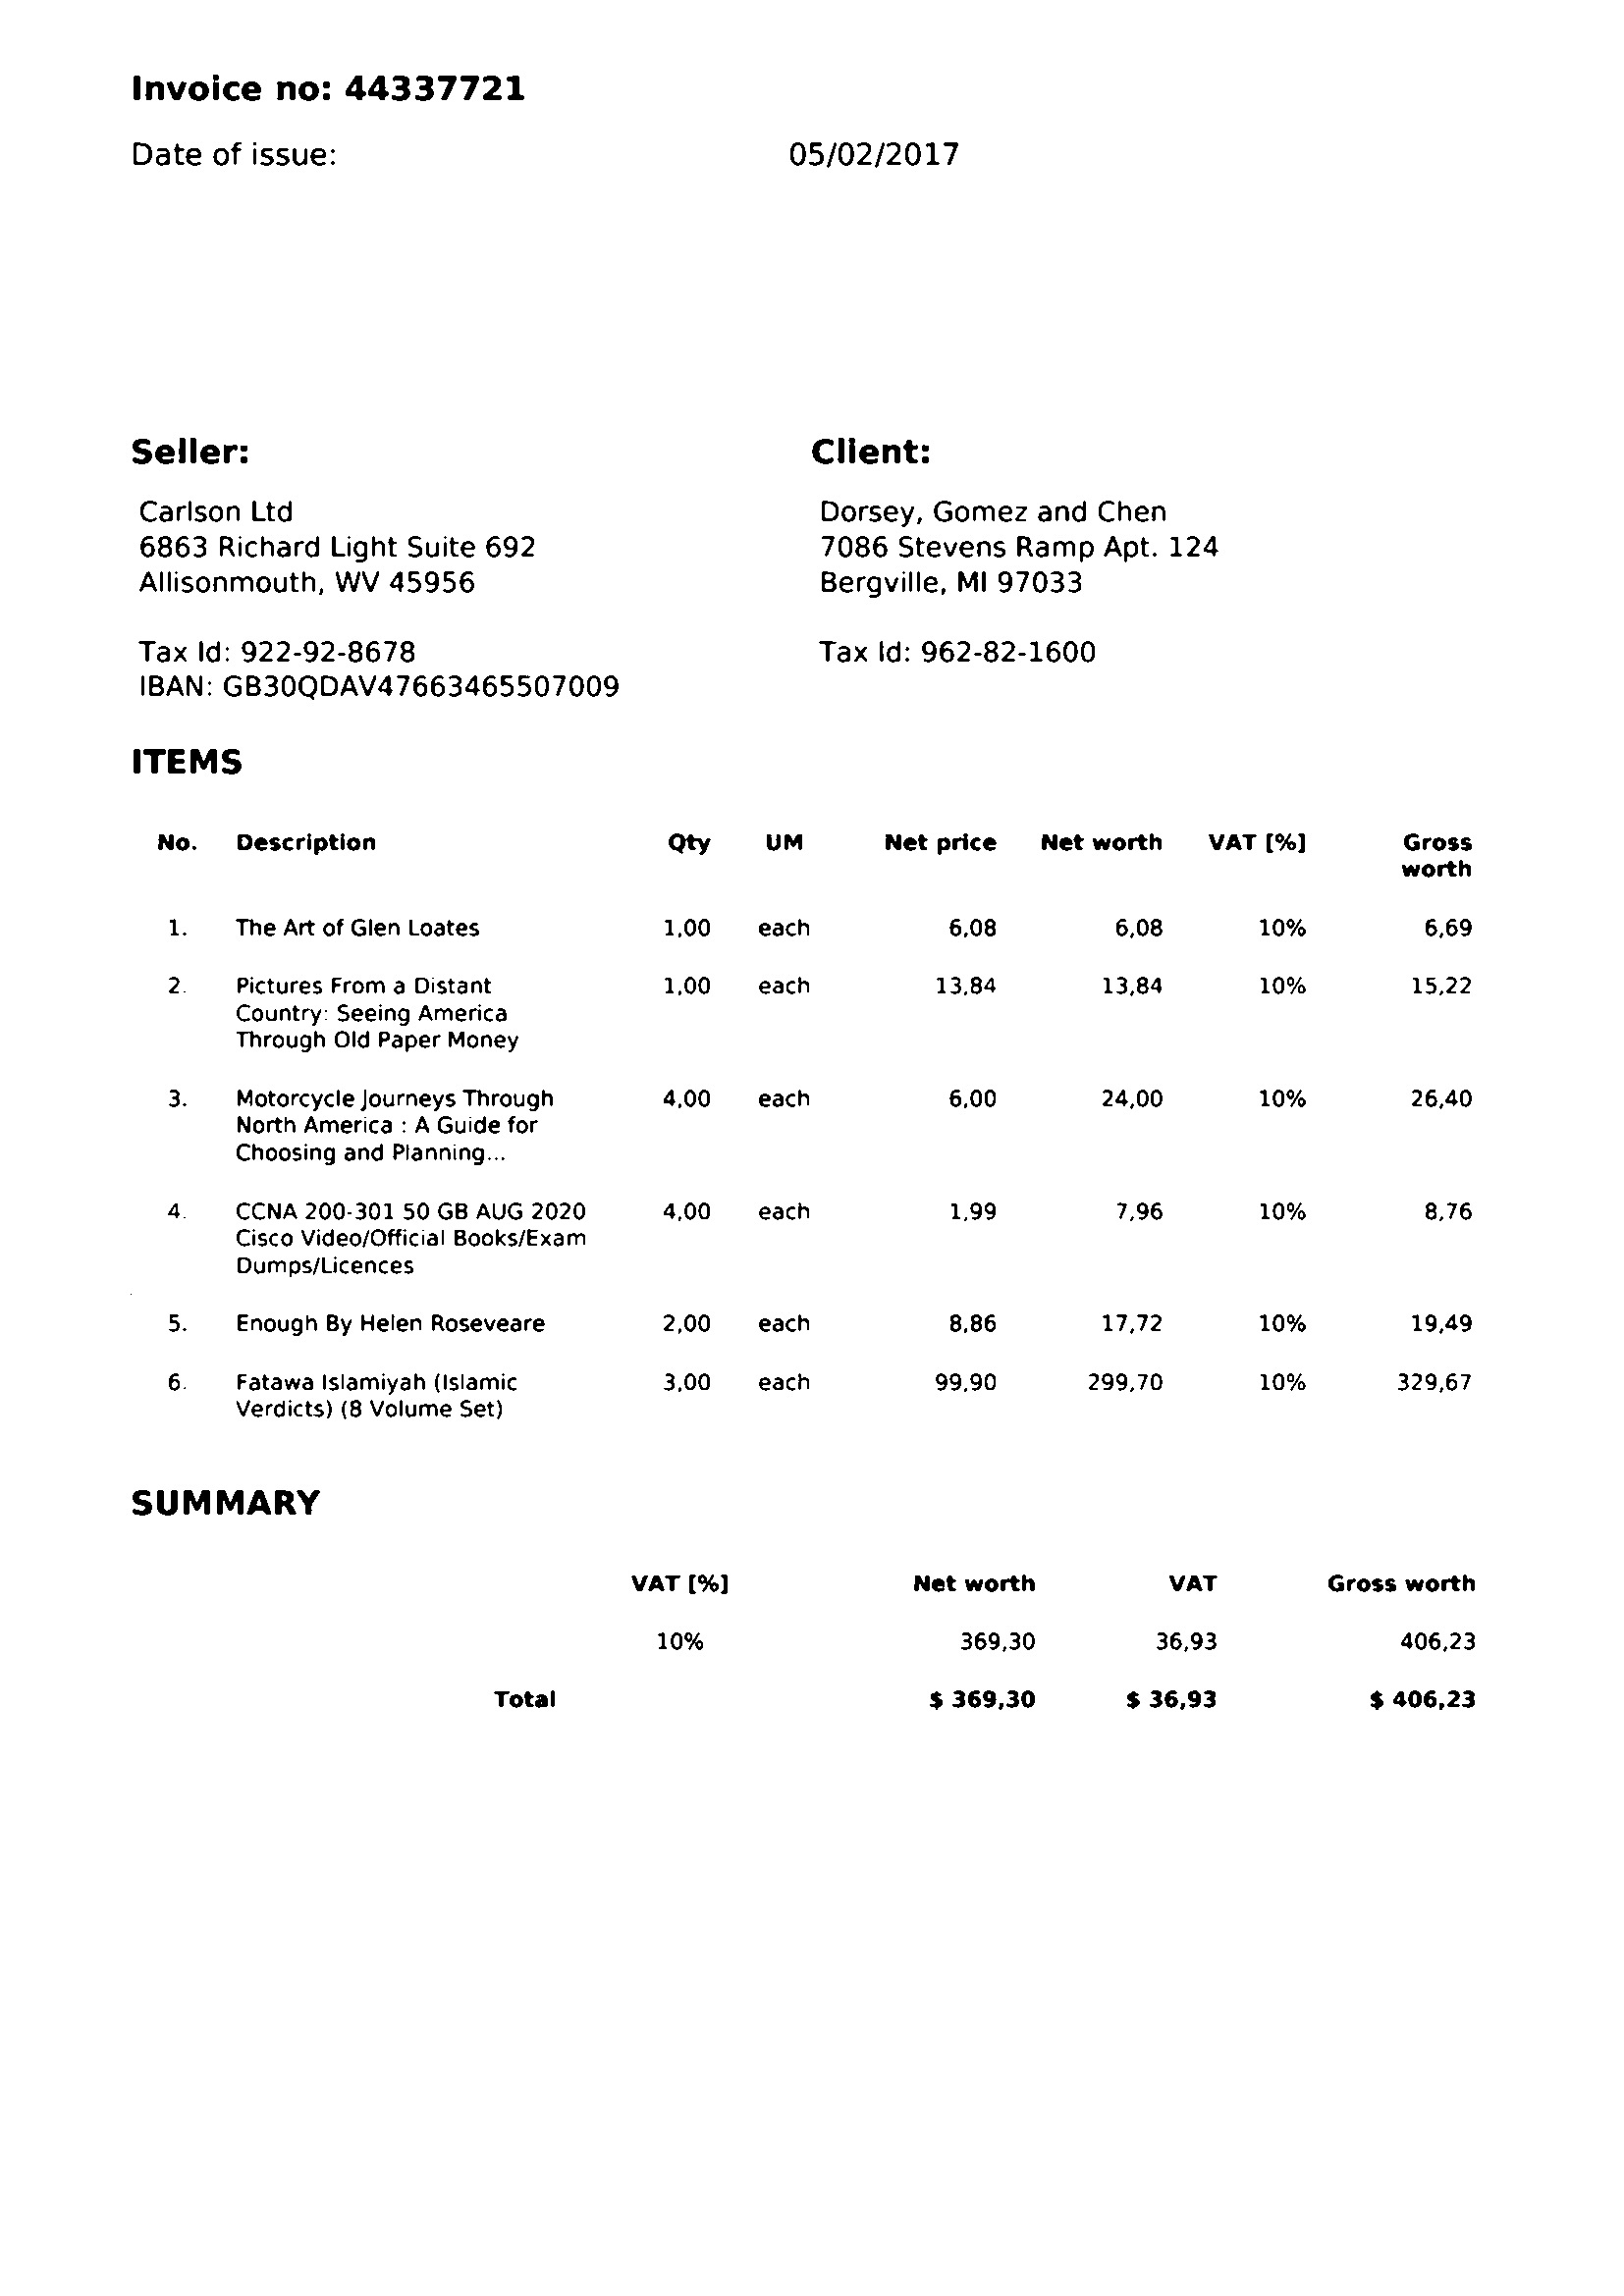 Invoice no: 44337721
Date of issue: 05/02/2017
Seller:
Carlson Ltd
6863 Richard Light Suite 692
Allisonmouth, WV 45956
Tax Id: 922-92-8678
IBAN: GB30QDAV47663465507009
Client:
Dorsey, Gomez and Chen
7086 Stevens Ramp Apt. 124
Bergville, MI 97033
Tax Id: 962-82-1600
ITEMS
No. Description Qty UM Net price Net worth VAT [%] Gross
worth
1. The Art of Glen Loates 1,00 each 6,08 6,08 10% 6,69
2. Pictures From a Distant 1,00 each 13,84 13,84 10% 15,22
Country: Seeing America
Through Old Paper Money
3. Motorcycle Journeys Through 4,00 each 6,00 24,00 10% 26,40
North America : A Guide for
Choosing and Planning...
4. CCNA 200-301 50 GB AUG 2020 4,00 each 1,99 7,96 10% 8,76
Cisco Video/Official Books/Exam
Dumps/Licences
5. Enough By Helen Roseveare 2,00 each 8,86 17,72 10% 19,49
6. Fatawa Islamiyah (Islamic 3,00 each 99,90 299,70 10% 329,67
Verdicts) (8 Volume Set)
SUMMARY
VAT [%] Net worth VAT Gross worth
10% 369,30 36,93 406,23
Total $ 369,30 $ 36,93 $ 406,23